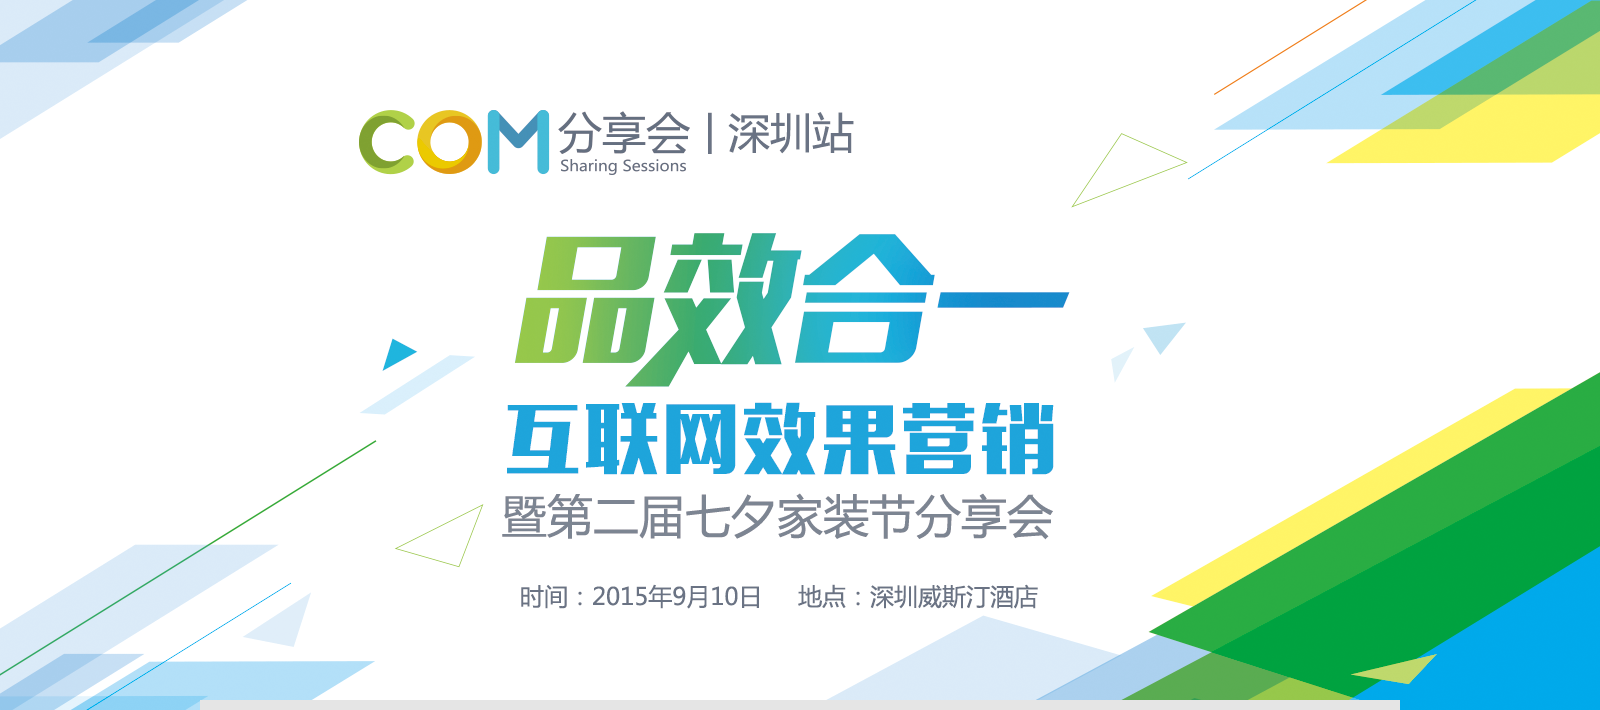 COM分享会|深圳站
Sharing Sessions
品效合一
互联网效果营销
暨第二届七夕家装节分享会
时间：2015年9月10日 地点：深圳威斯汀酒店